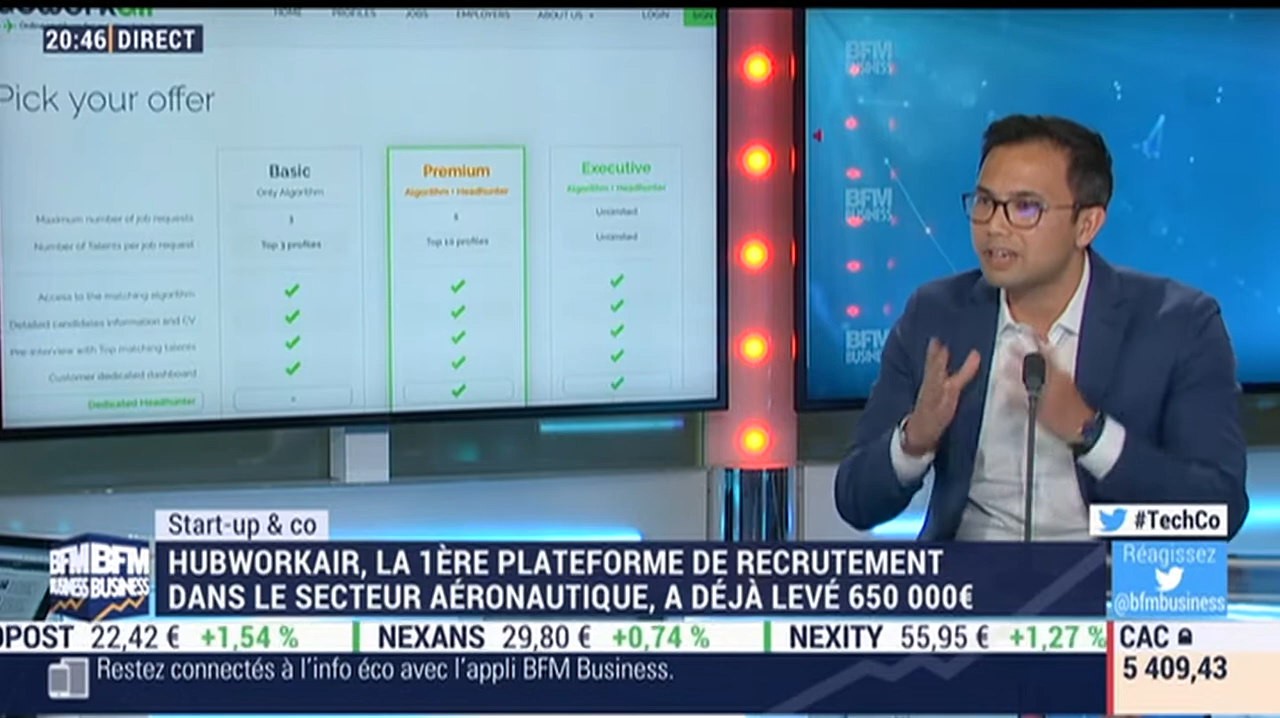 HOME PROFILES JOBS EMPLOYERS ABOUT US LOGIN SIGN
20:46 DIRECT
Pick your offer
Basic
Only Algorithm
Premium
Algorithm + Headhunter
Executive
Algorithm + Headhunter
Maximum number of job requests
3
Unlimited
Number of Talents per job request
Top 3 profiles
Top 10 profiles
Unlimited
Access to the matching algorithm
Detailed candidates information and CV
Pre-interview with Top matching talents
Customer dedicated dashboard
Dedicated Headhunter
BFM
BUSINESS
BFM
BUSINESS
BFM
BUSINESS
#TechCo
Start-up & co
BFM BFM
BUSINESS BUSINESS
HUBWORKAIR, LA 1ÈRE PLATEFORME DE RECRUTEMENT
DANS LE SECTEUR AÉRONAUTIQUE, A DÉJÀ LEVÉ 650 000€
Réagissez
@bfmbusiness
OPOST 22,42 € +1,54 % NEXANS 29,80 € +0,74 % NEXITY 55,95 € +1,27 %
CAC
5 409,43
Restez connectés à l'info éco avec l'appli BFM Business.